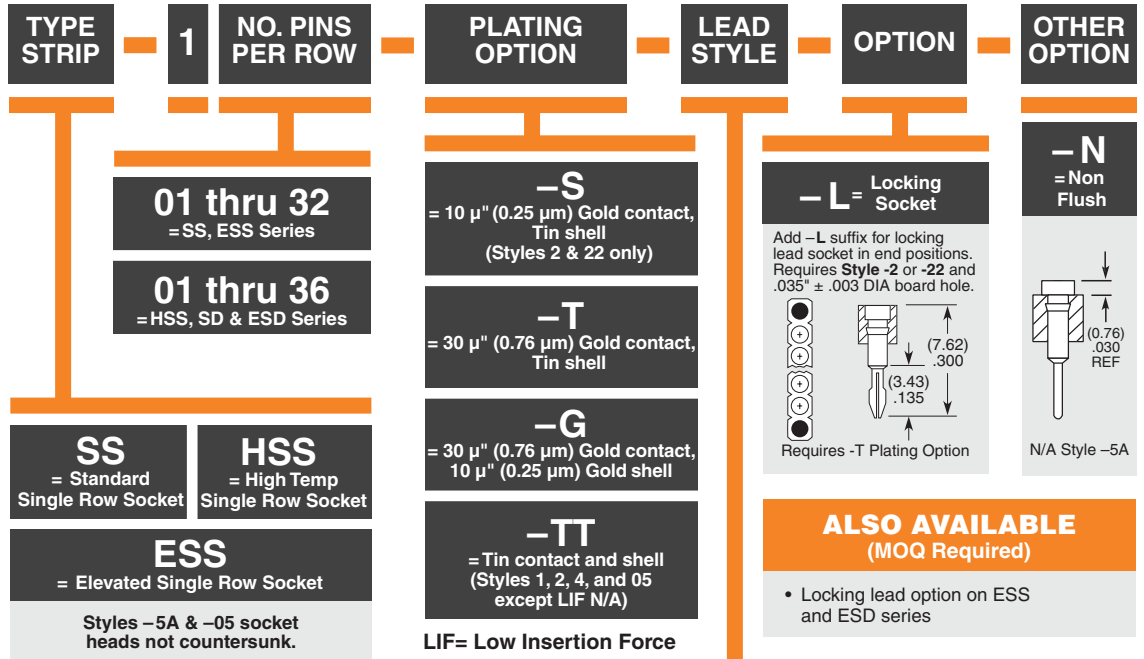 TYPE
STRIP
1
NO. PINS
PER ROW
PLATING
OPTION
LEAD
STYLE
OPTION
OTHER
OPTION
01 thru 32
=SS, ESS Series
01 thru 36
=HSS, SD & ESD Series
SS
= Standard
Single Row Socket
HSS
= High Temp
Single Row Socket
ESS
= Elevated Single Row Socket
Styles –5A & –05 socket
heads not countersunk.
–S
= 10 µ" (0.25 µm) Gold contact,
Tin shell
(Styles 2 & 22 only)
–T
= 30 µ" (0.76 µm) Gold contact,
Tin shell
–G
= 30 µ" (0.76 µm) Gold contact,
10 µ" (0.25 µm) Gold shell
–TT
= Tin contact and shell
(Styles 1, 2, 4, and 05
except LIF N/A)
LIF= Low Insertion Force
–L= Locking
Socket
Add –L suffix for locking
lead socket in end positions.
Requires Style -2 or -22 and
.035" ± .003 DIA board hole.
(7.62)
.300
(3.43)
.135
Requires -T Plating Option
–N
= Non
Flush
(0.76)
.030
REF
N/A Style –5A
ALSO AVAILABLE
(MOQ Required)
• Locking lead option on ESS
and ESD series